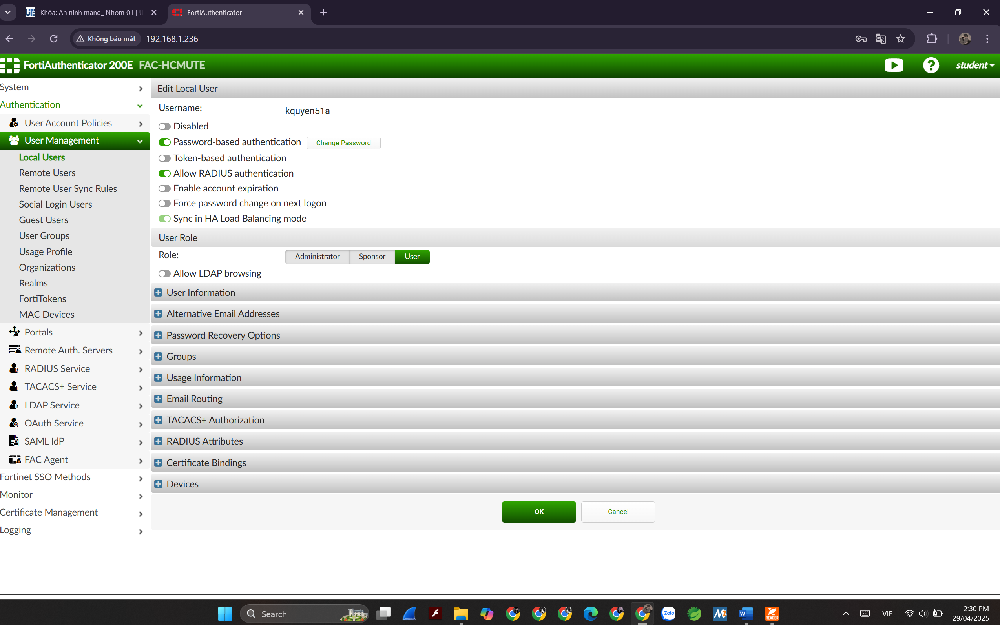 Khóa: An ninh mang_ Nhom 01 | U
FortiAuthenticator
Không bảo mật
192.168.1.236
FortiAuthenticator 200E FAC-HCMUTE
student
System
Authentication
User Account Policies
User Management
Local Users
Remote Users
Remote User Sync Rules
Social Login Users
Guest Users
User Groups
Usage Profile
Organizations
Realms
FortiTokens
MAC Devices
Portals
Remote Auth. Servers
RADIUS Service
TACACS+ Service
LDAP Service
OAuth Service
SAML IdP
FAC Agent
Fortinet SSO Methods
Monitor
Certificate Management
Logging
Edit Local User
Username: kquyen51a
Disabled
Password-based authentication Change Password
Token-based authentication
Allow RADIUS authentication
Enable account expiration
Force password change on next logon
Sync in HA Load Balancing mode
User Role
Role: Administrator Sponsor User
Allow LDAP browsing
User Information
Alternative Email Addresses
Password Recovery Options
Groups
Usage Information
Email Routing
TACACS+ Authorization
RADIUS Attributes
Certificate Bindings
Devices
OK Cancel
Search
Zalo
READER
VIE
2:30 PM
29/04/2025